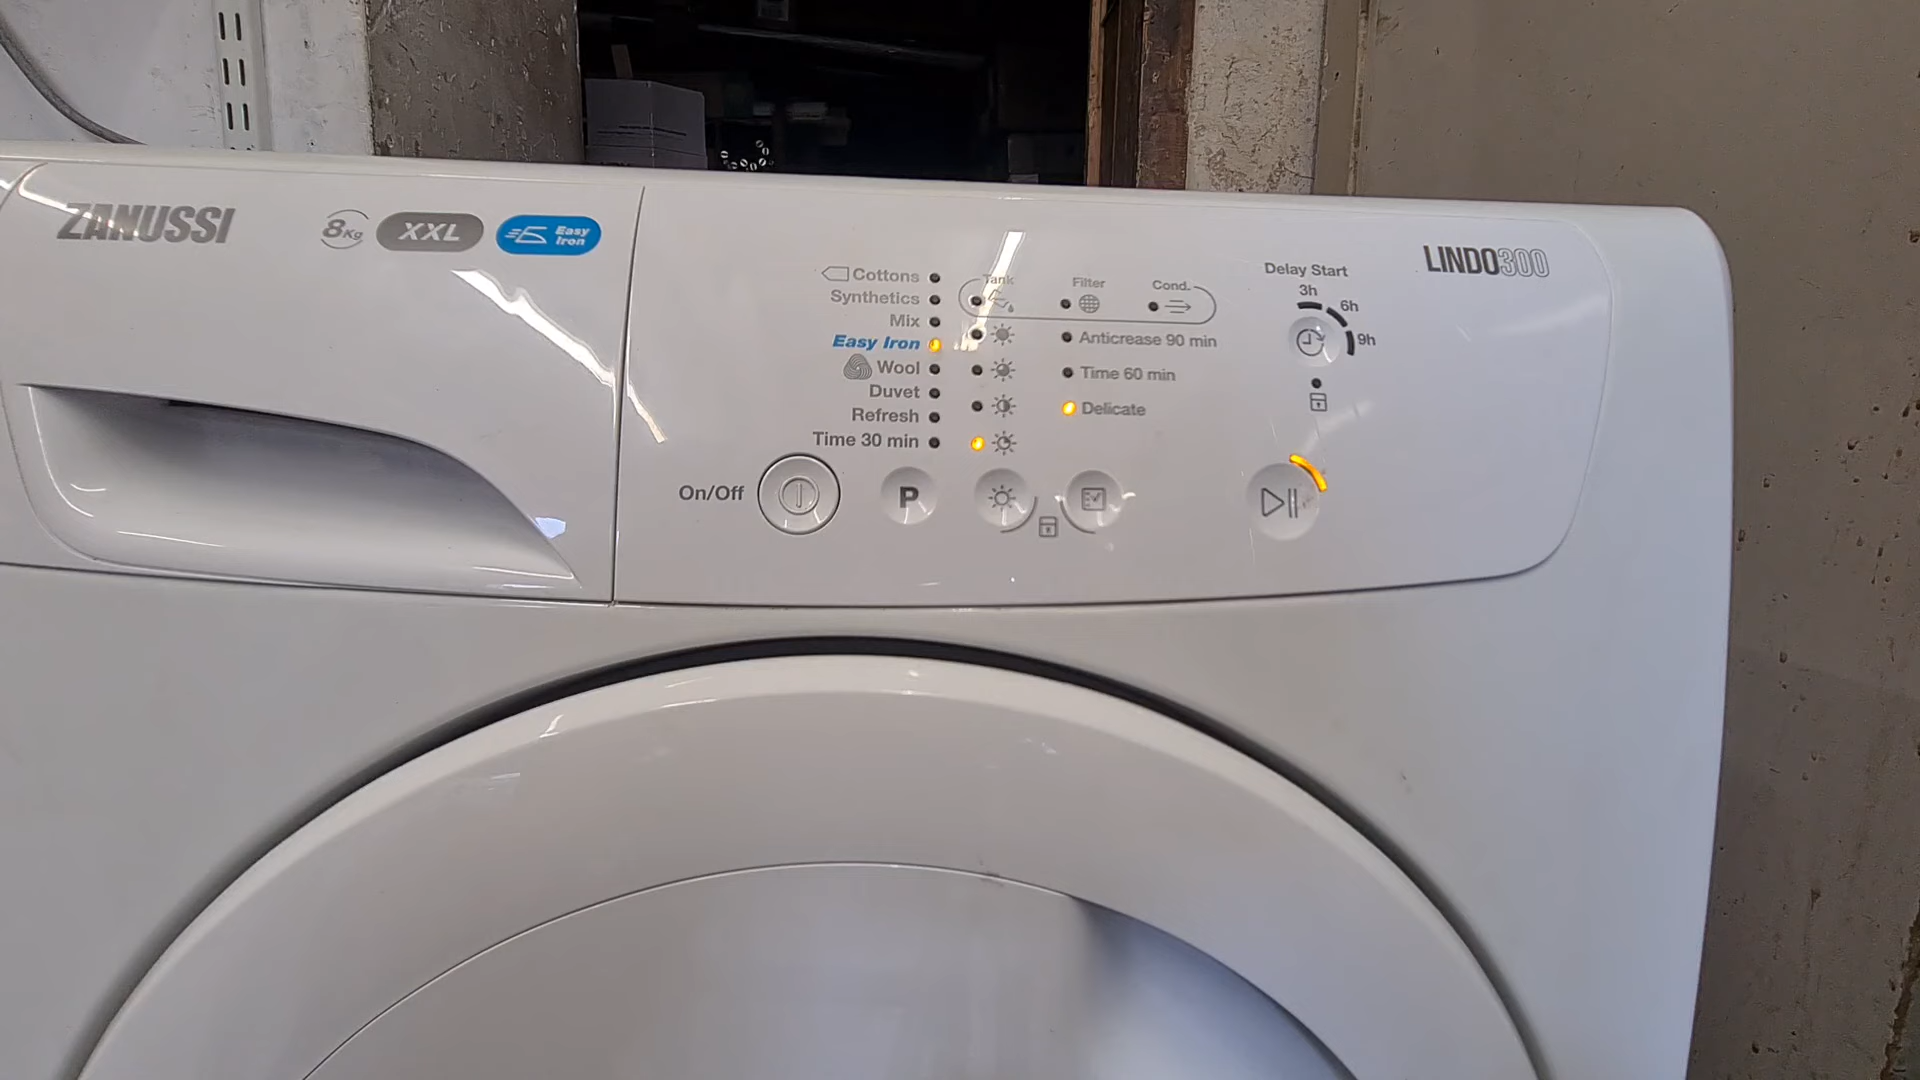 ZANUSSI
8Kg
XXL
Easy
Iron
Cottons
Synthetics
Mix
Easy Iron
Wool
Duvet
Refresh
Time 30 min
On/Off
P
Tank
Filter
Cond.
Anticrease 90 min
Time 60 min
Delicate
Delay Start
3h
6h
9h
LINDO300